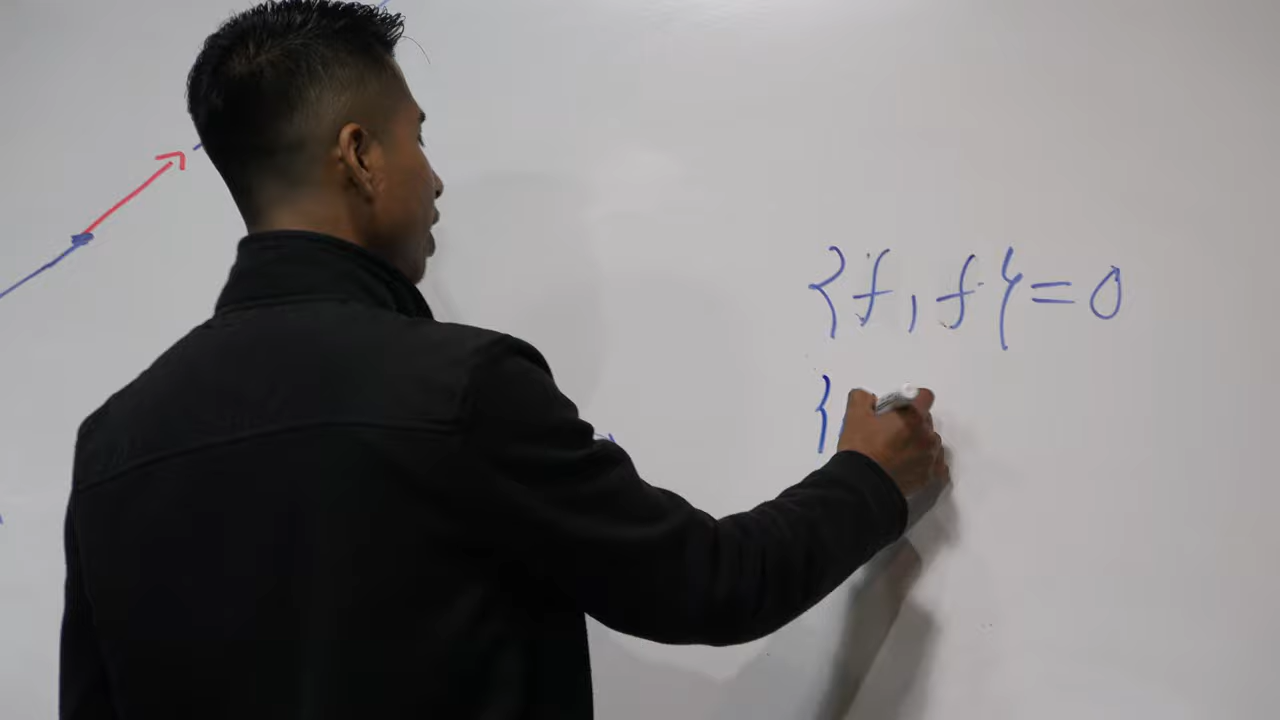 {f, f} = 0
{